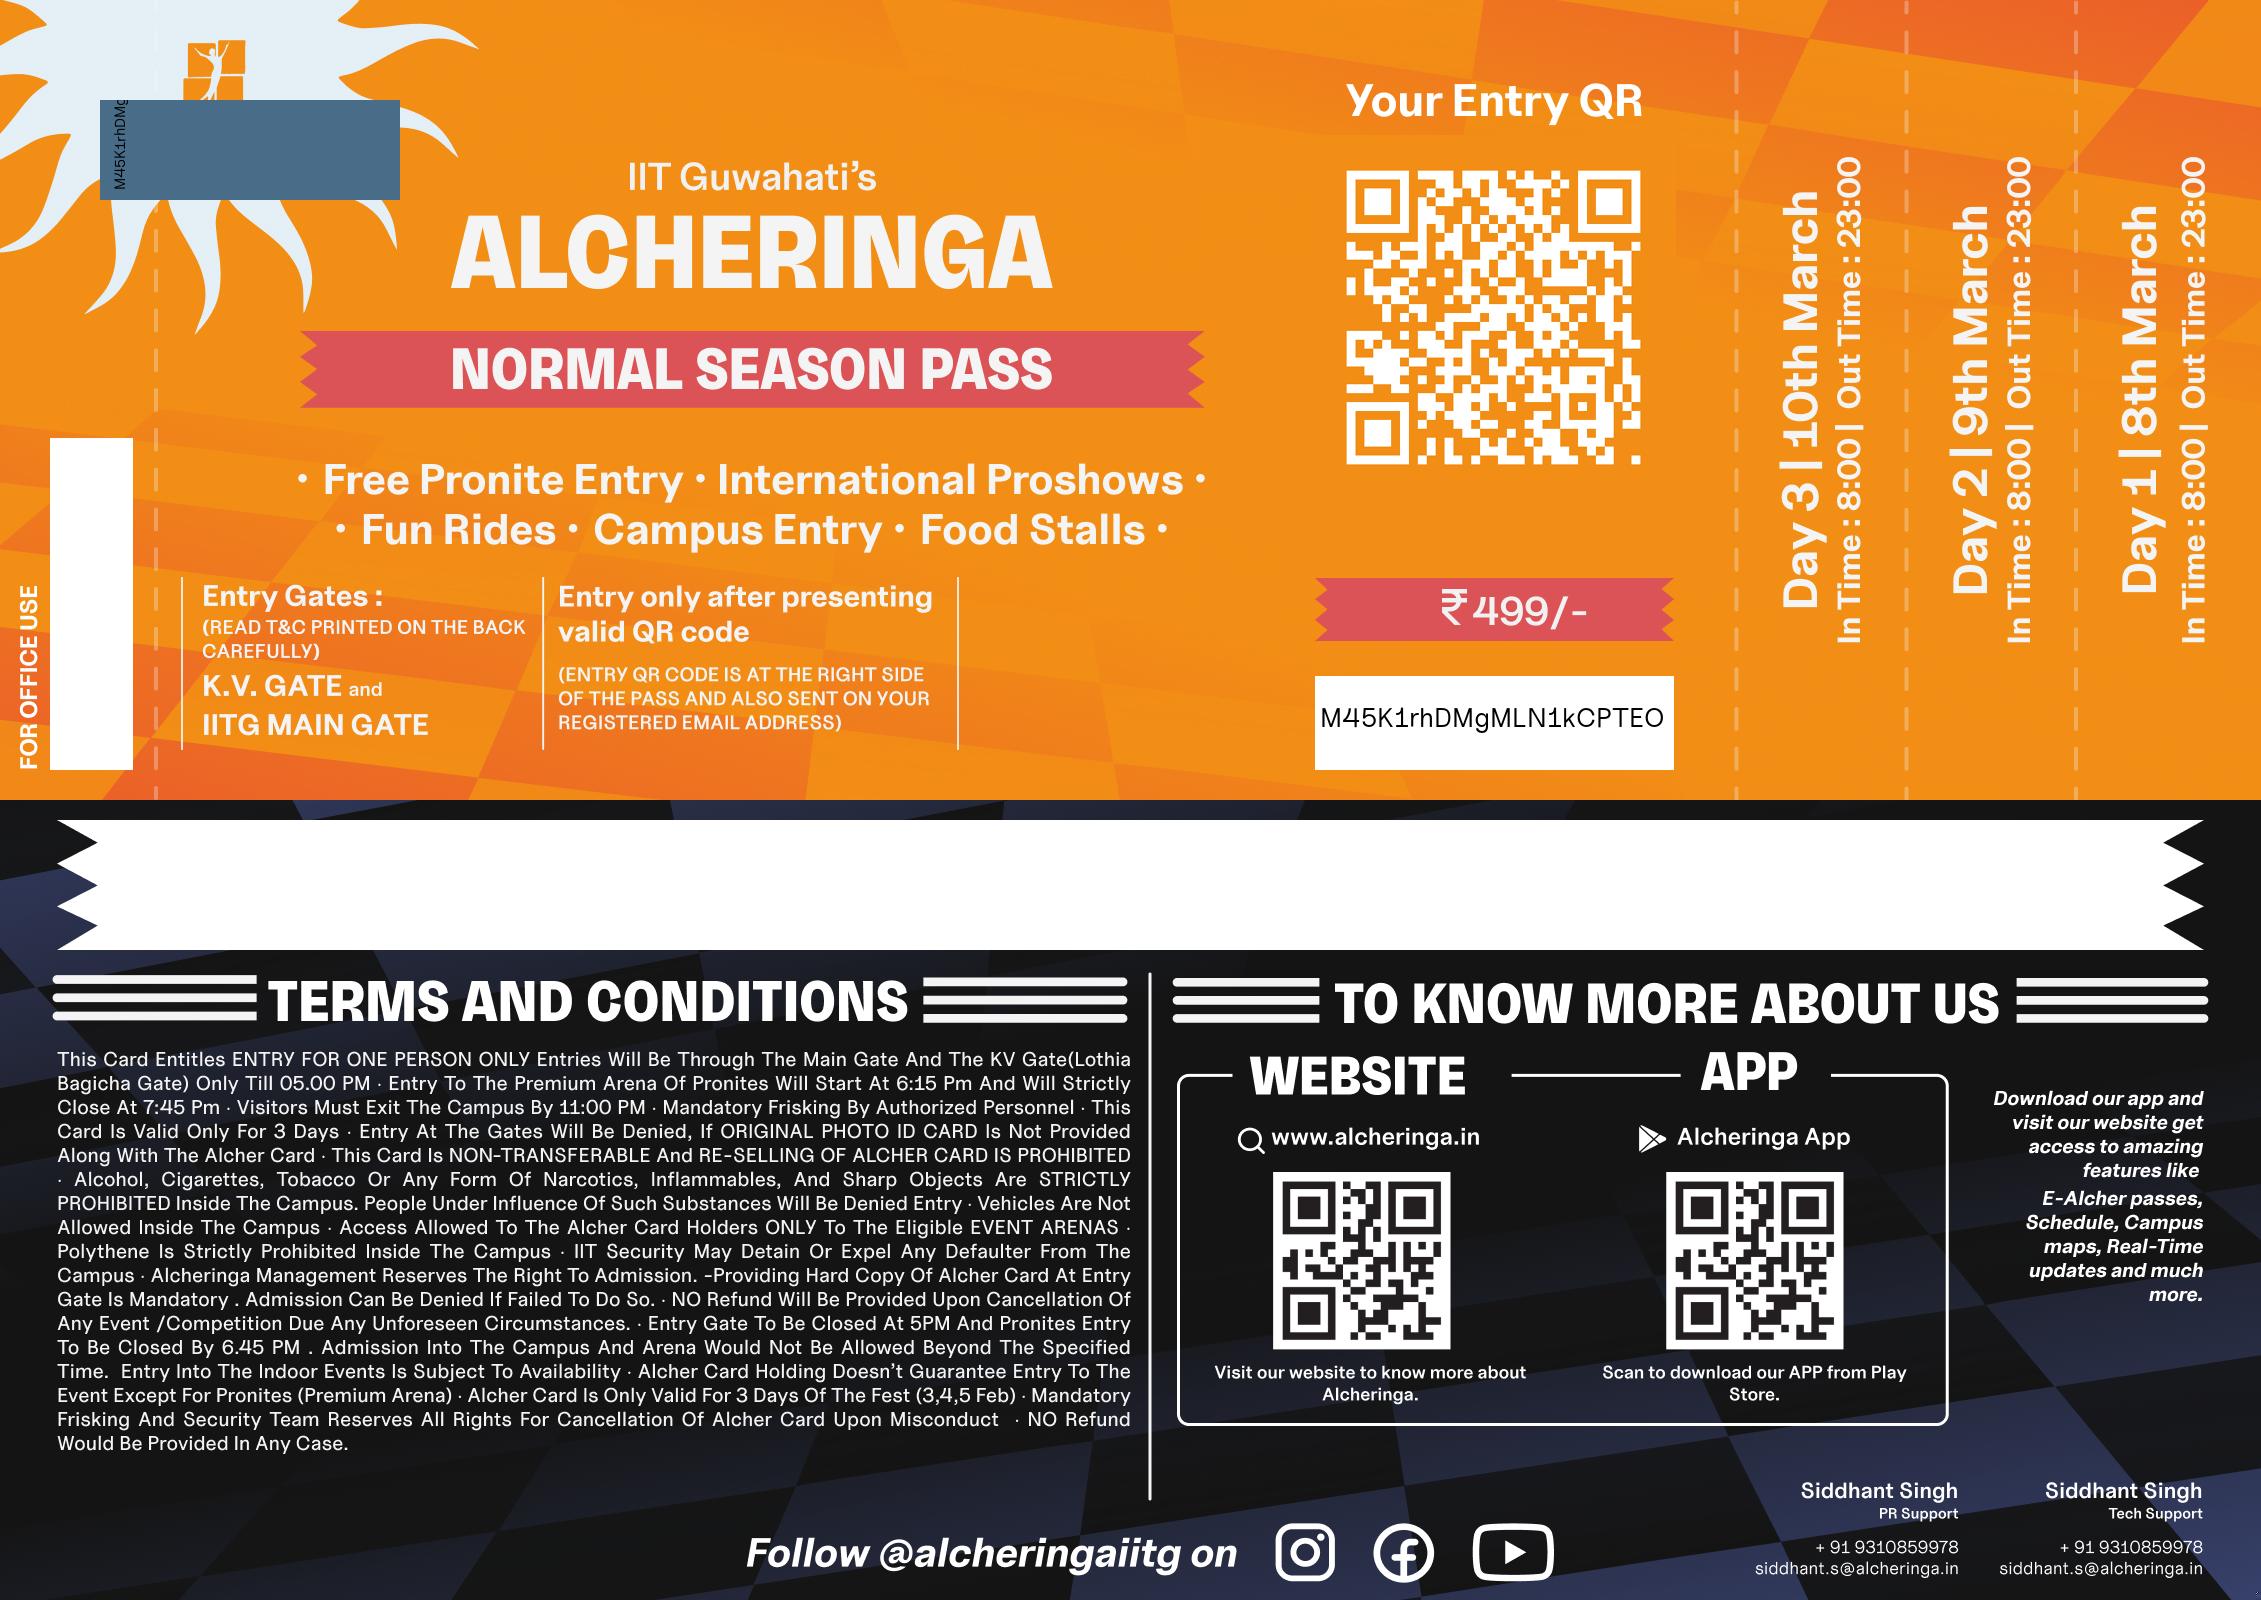 M45K1rhDMg
IIT Guwahati’s
ALCHERINGA
NORMAL SEASON PASS
· Free Pronite Entry · International Proshows ·
· Fun Rides · Campus Entry · Food Stalls ·
FOR OFFICE USE
Entry Gates :
(READ T&C PRINTED ON THE BACK
CAREFULLY)
K.V. GATE and
IITG MAIN GATE
Entry only after presenting
valid QR code
(ENTRY QR CODE IS AT THE RIGHT SIDE
OF THE PASS AND ALSO SENT ON YOUR
REGISTERED EMAIL ADDRESS)
Your Entry QR
₹ 499/-
M45K1rhDMgMLN1kCPTEO
Day 3 | 10th March
In Time : 8:00 | Out Time : 23:00
Day 2 | 9th March
In Time : 8:00 | Out Time : 23:00
Day 1 | 8th March
In Time : 8:00 | Out Time : 23:00
TERMS AND CONDITIONS
This Card Entitles ENTRY FOR ONE PERSON ONLY Entries Will Be Through The Main Gate And The KV Gate(Lothia
Bagicha Gate) Only Till 05.00 PM · Entry To The Premium Arena Of Pronites Will Start At 6:15 Pm And Will Strictly
Close At 7:45 Pm · Visitors Must Exit The Campus By 11:00 PM · Mandatory Frisking By Authorized Personnel · This
Card Is Valid Only For 3 Days · Entry At The Gates Will Be Denied, If ORIGINAL PHOTO ID CARD Is Not Provided
Along With The Alcher Card · This Card Is NON-TRANSFERABLE And RE-SELLING OF ALCHER CARD IS PROHIBITED
· Alcohol, Cigarettes, Tobacco Or Any Form Of Narcotics, Inflammables, And Sharp Objects Are STRICTLY
PROHIBITED Inside The Campus. People Under Influence Of Such Substances Will Be Denied Entry · Vehicles Are Not
Allowed Inside The Campus · Access Allowed To The Alcher Card Holders ONLY To The Eligible EVENT ARENAS ·
Polythene Is Strictly Prohibited Inside The Campus · IIT Security May Detain Or Expel Any Defaulter From The
Campus · Alcheringa Management Reserves The Right To Admission. -Providing Hard Copy Of Alcher Card At Entry
Gate Is Mandatory . Admission Can Be Denied If Failed To Do So. · NO Refund Will Be Provided Upon Cancellation Of
Any Event /Competition Due Any Unforeseen Circumstances. · Entry Gate To Be Closed At 5PM And Pronites Entry
To Be Closed By 6.45 PM . Admission Into The Campus And Arena Would Not Be Allowed Beyond The Specified
Time. Entry Into The Indoor Events Is Subject To Availability · Alcher Card Holding Doesn’t Guarantee Entry To The
Event Except For Pronites (Premium Arena) · Alcher Card Is Only Valid For 3 Days Of The Fest (3,4,5 Feb) · Mandatory
Frisking And Security Team Reserves All Rights For Cancellation Of Alcher Card Upon Misconduct · NO Refund
Would Be Provided In Any Case.
TO KNOW MORE ABOUT US
WEBSITE
www.alcheringa.in
Visit our website to know more about
Alcheringa.
APP
Alcheringa App
Scan to download our APP from Play
Store.
Download our app and
visit our website get
access to amazing
features like
E-Alcher passes,
Schedule, Campus
maps, Real-Time
updates and much
more.
Follow @alcheringaiitg on
Siddhant Singh
PR Support
+ 91 9310859978
siddhant.s@alcheringa.in
Siddhant Singh
Tech Support
+ 91 9310859978
siddhant.s@alcheringa.in